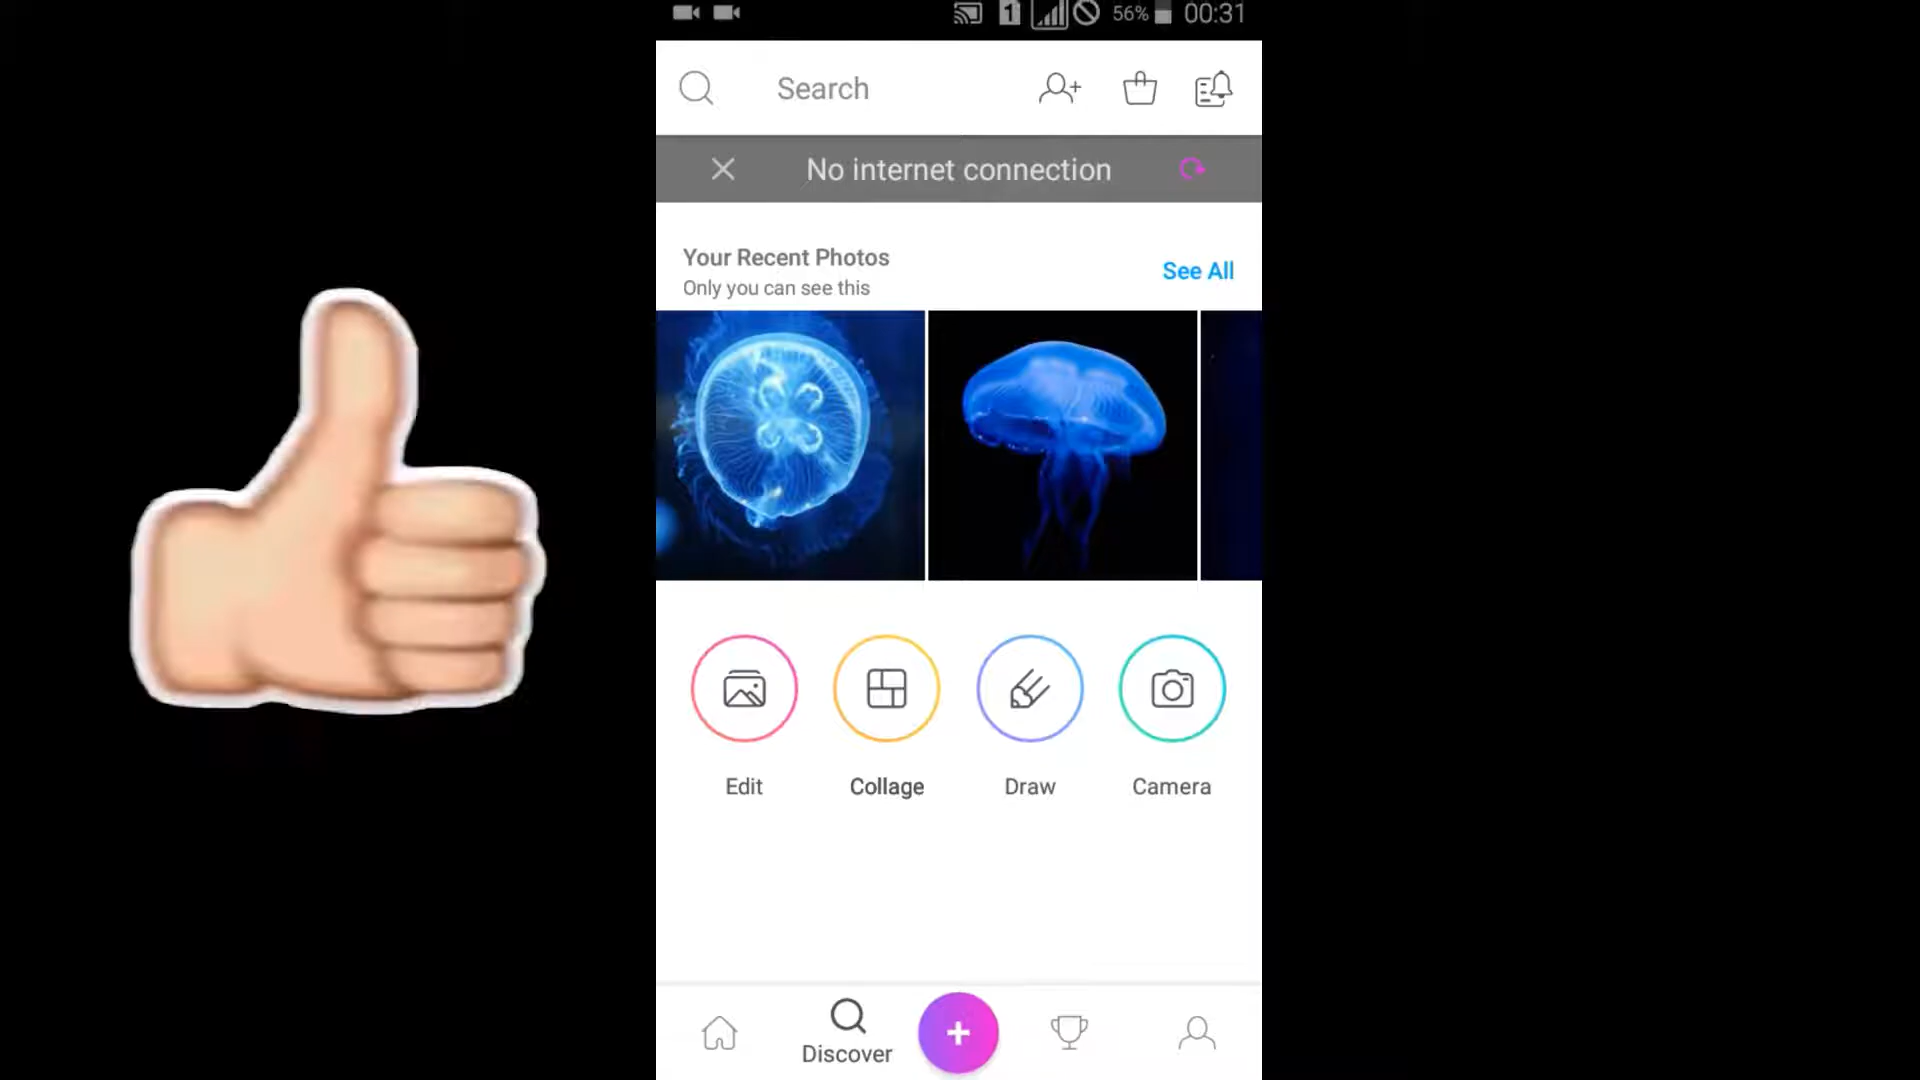 1 56% 00:31
Search
No internet connection
Your Recent Photos
Only you can see this
See All
Edit Collage Draw Camera
Discover